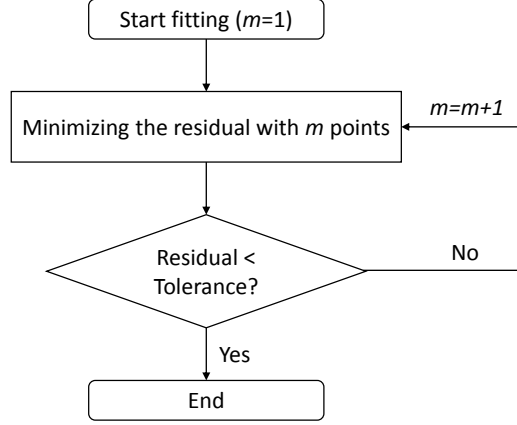 Start fitting (m=1)
Minimizing the residual with m points
m=m+1
Residual <
Tolerance?
No
Yes
End